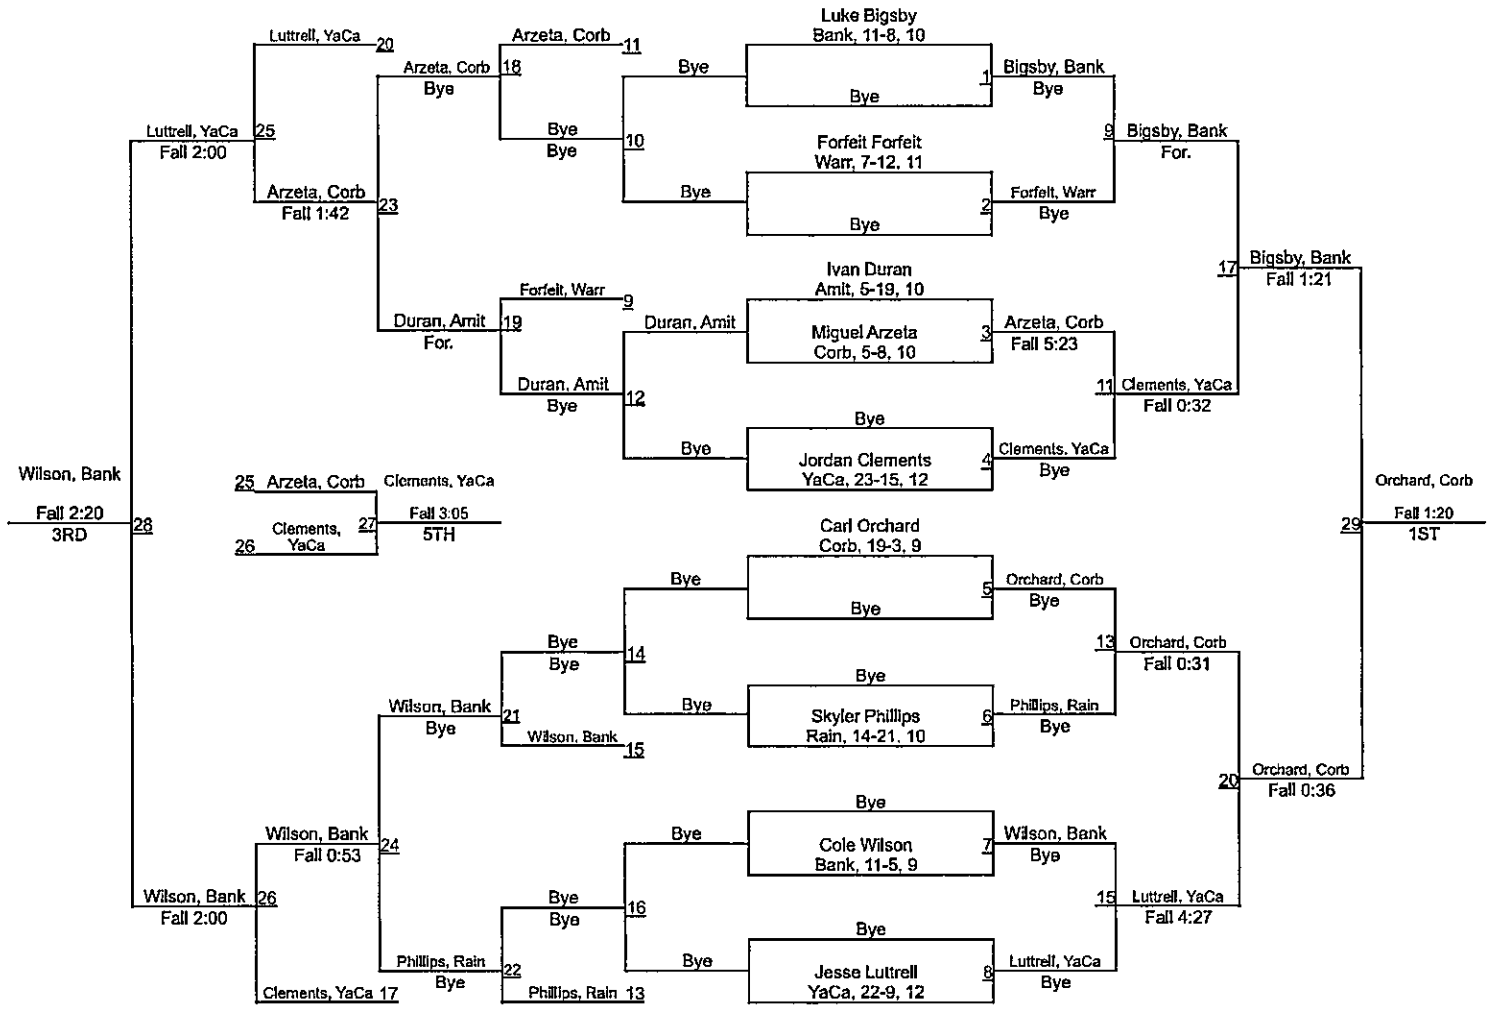 Luke Bigsby
Bank, 11-8, 10
Luttrell, YaCa 20
Arzeta, Corb 11
Arzeta, Corb 18
Bye
Bye
1 Bigsby, Bank
Bye
Bye
Luttrell, YaCa 25
Fall 2:00
Bye
Bye
10
Forfeit Forfeit
Warr, 7-12, 11
9 Bigsby, Bank
For.
Arzeta, Corb
Fall 1:42
23
Bye
2 Forfeit, Warr
Bye
Bye
Ivan Duran
Amit, 5-19, 10
17 Bigsby, Bank
Fall 1:21
Forfeit, Warr 9
Duran, Amit 19
For.
Duran, Amit
Miguel Arzeta
Corb, 5-8, 10
3 Arzeta, Corb
Fall 5:23
Duran, Amit
Bye
12
11 Clements, YaCa
Fall 0:32
Bye
Bye
Jordan Clements
YaCa, 23-15, 12
4 Clements, YaCa
Bye
Wilson, Bank
Fall 2:20
3RD
28
25 Arzeta, Corb
Clements, YaCa
Fall 3:05
5TH
27
Clements,
YaCa
26
Orchard, Corb
Fall 1:20
1ST
29
Carl Orchard
Corb, 19-3, 9
Bye
Bye
5 Orchard, Corb
Bye
Bye
Bye
14
13 Orchard, Corb
Fall 0:31
Bye
Wilson, Bank 21
Bye
Bye
Skyler Phillips
Rain, 14-21, 10
6 Phillips, Rain
Bye
Wilson, Bank 15
20 Orchard, Corb
Fall 0:36
Bye
Wilson, Bank
Fall 0:53
24
Bye
Cole Wilson
Bank, 11-5, 9
7 Wilson, Bank
Bye
Wilson, Bank 26
Fall 2:00
Bye
Bye
16
15 Luttrell, YaCa
Fall 4:27
Bye
Phillips, Rain 22
Bye
Bye
Jesse Luttrell
YaCa, 22-9, 12
8 Luttrell, YaCa
Bye
Clements, YaCa 17
Phillips, Rain 13